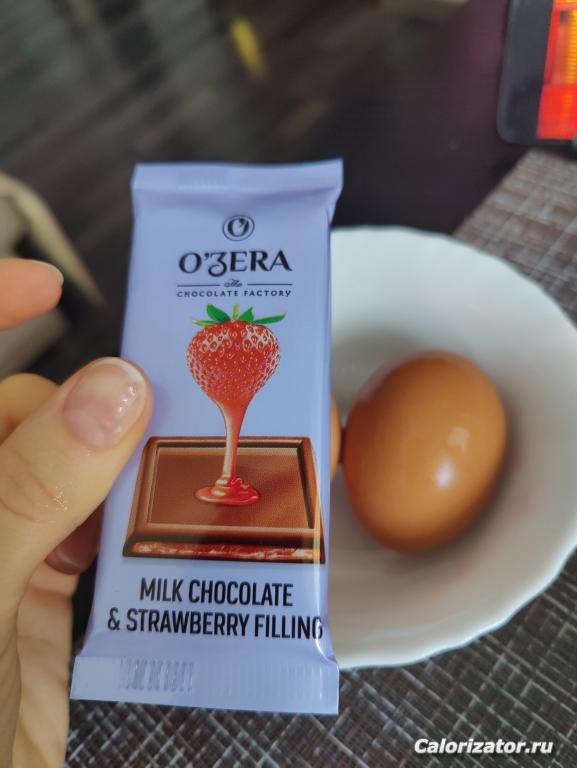 O'ZERA
The
CHOCOLATE FACTORY
MILK CHOCOLATE
& STRAWBERRY FILLING
Calorizator.ru